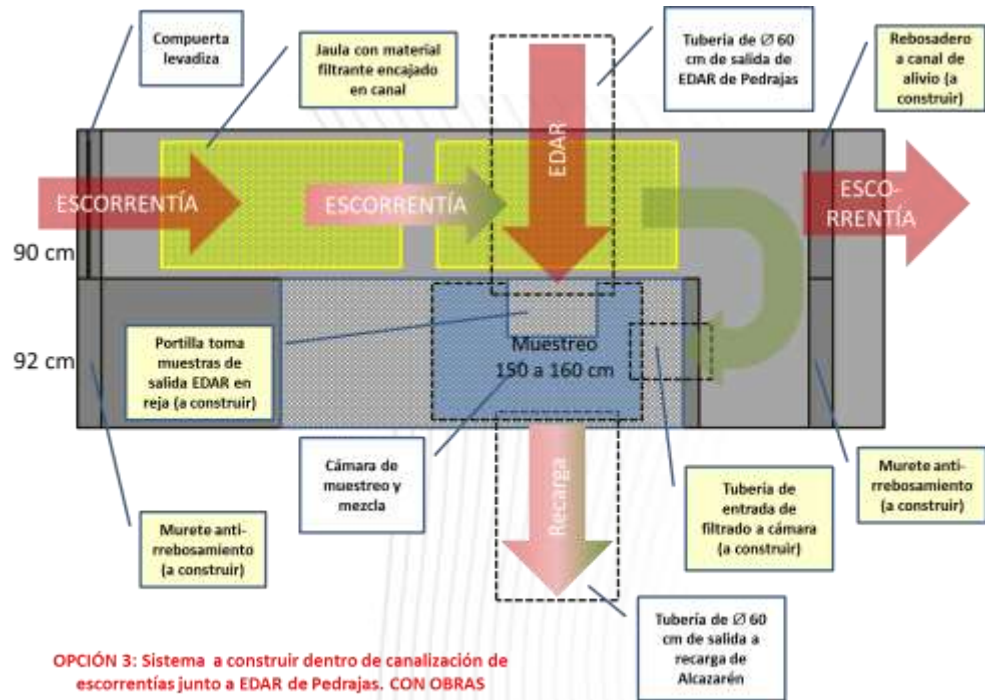 Compuerta
levadiza
Jaula con material
filtrante encajado
en canal
Tubería de Ø 60
cm de salida de
EDAR de Pedrajas
Rebosadero
a canal de
alivio (a
construir)
EDAR
ESCORRENTÍA
ESCORRENTÍA
ESCO-
RRENTÍA
90 cm
92 cm
Portilla toma
muestras de
salida EDAR en
reja (a construir)
Muestreo
150 a 160 cm
Cámara de
muestreo y
mezcla
Recarga
Tubería de
entrada de
filtrado a cámara
(a construir)
Murete anti-
rrebosamiento
(a construir)
Murete anti-
rrebosamiento
(a construir)
Tubería de Ø 60
cm de salida a
recarga de
Alcazarén
OPCIÓN 3: Sistema a construir dentro de canalización de
escorrentías junto a EDAR de Pedrajas. CON OBRAS